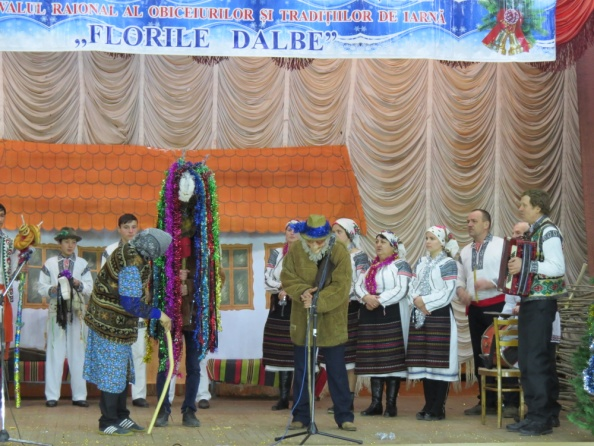 VALUL RAIONAL AL OBICEIURILOR ȘI TRADIȚIILOR DE IARNĂ
„FLORILE DALBE”